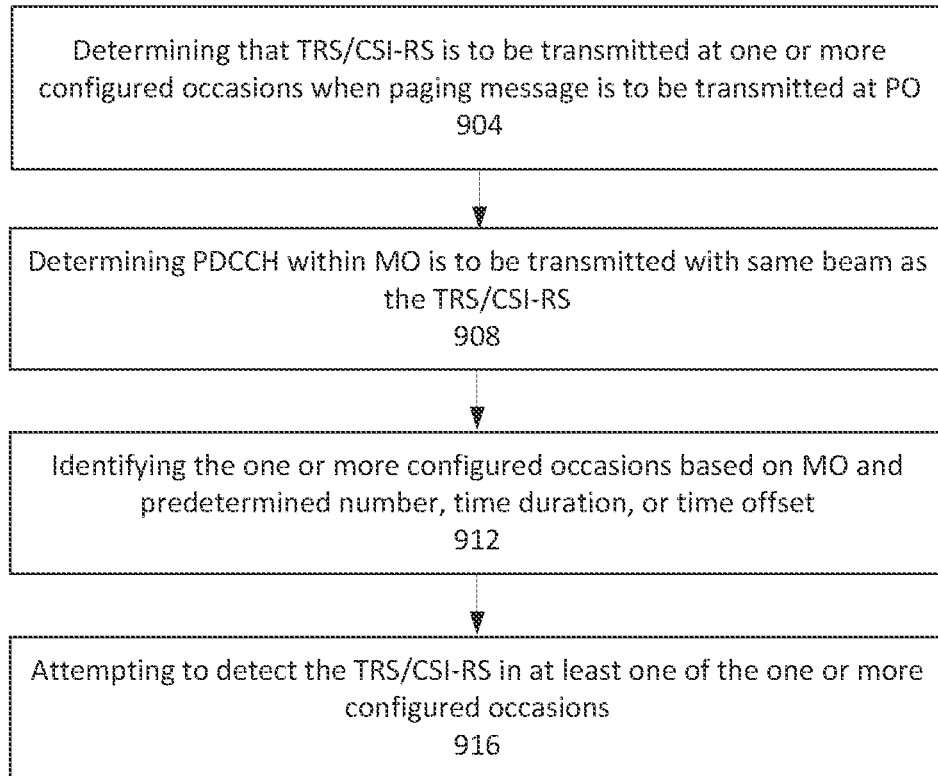 Determining that TRS/CSI-RS is to be transmitted at one or more
configured occasions when paging message is to be transmitted at PO
904
Determining PDCCH within MO is to be transmitted with same beam as
the TRS/CSI-RS
908
Identifying the one or more configured occasions based on MO and
predetermined number, time duration, or time offset
912
Attempting to detect the TRS/CSI-RS in at least one of the one or more
configured occasions
916